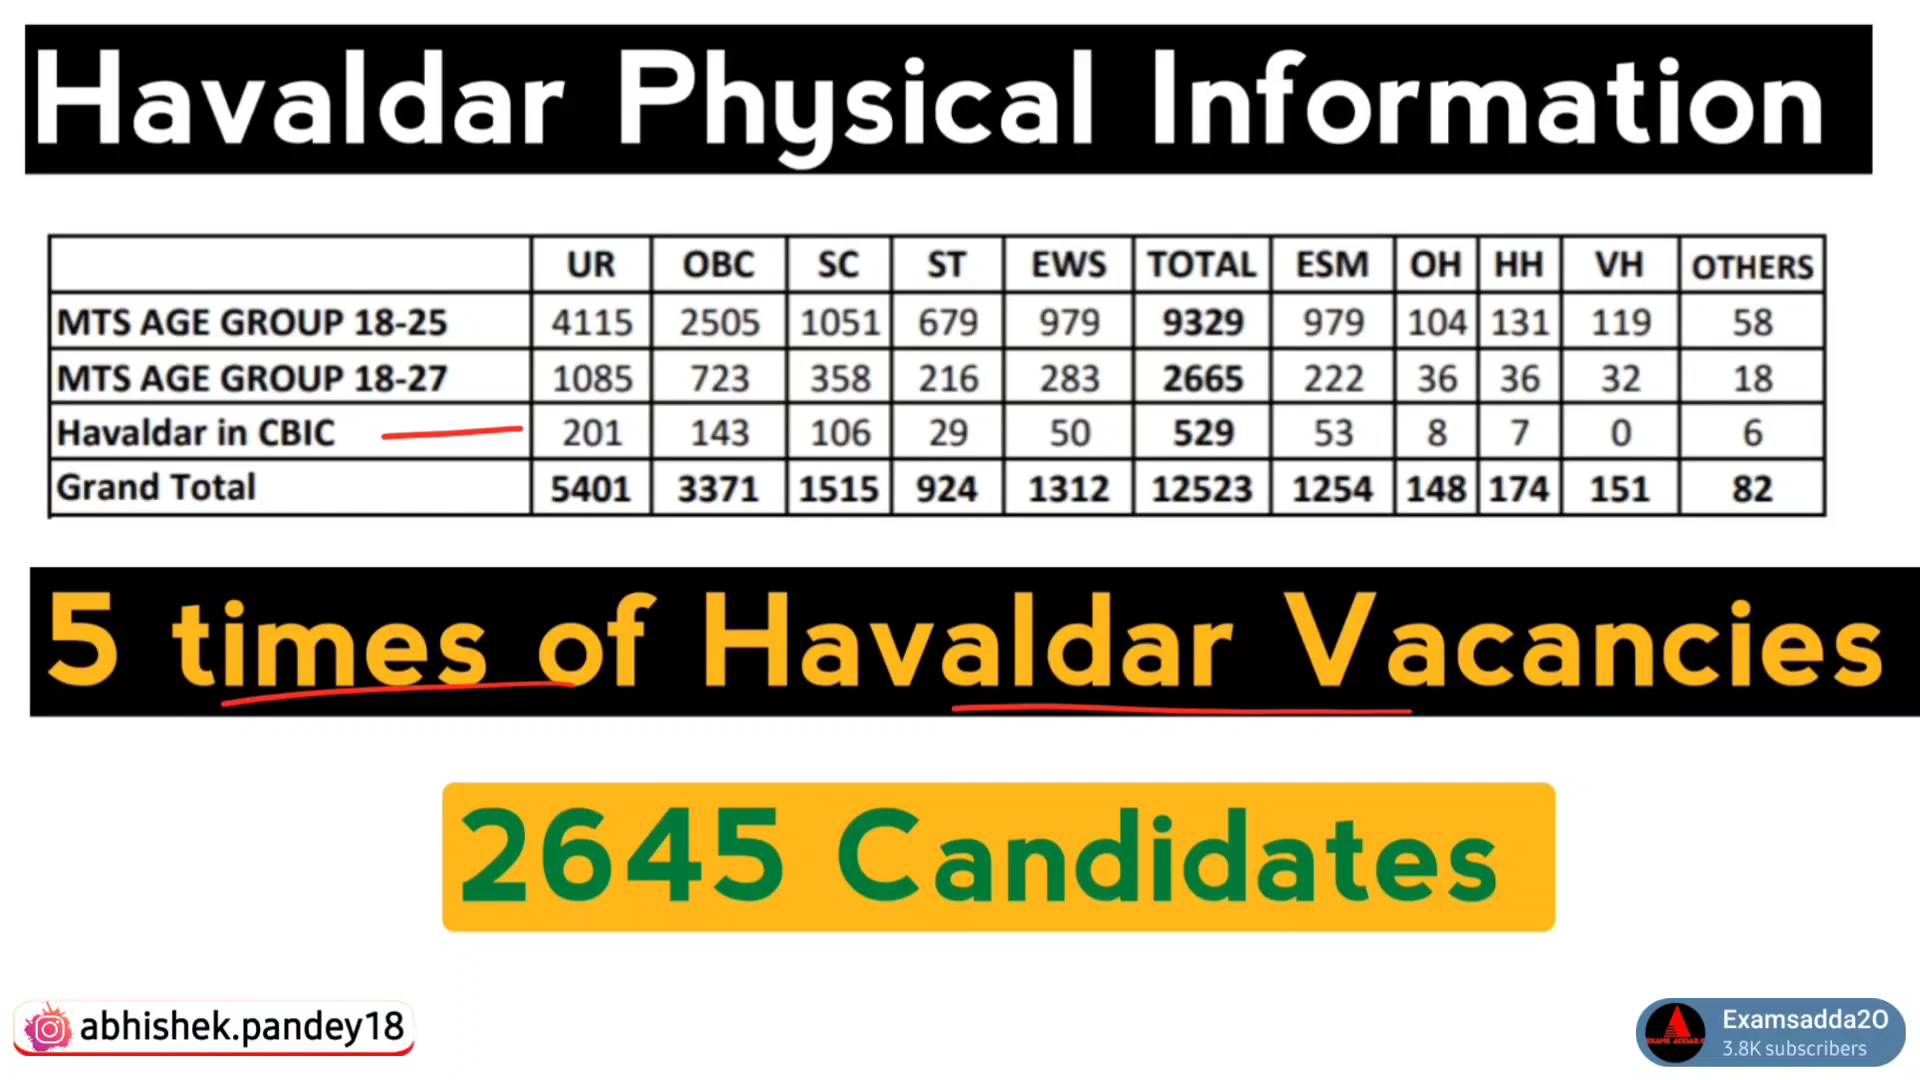 Havaldar Physical Information
UR OBC SC ST EWS TOTAL ESM OH HH VH OTHERS
MTS AGE GROUP 18-25 4115 2505 1051 679 979 9329 979 104 131 119 58
MTS AGE GROUP 18-27 1085 723 358 216 283 2665 222 36 36 32 18
Havaldar in CBIC 201 143 106 29 50 529 53 8 7 0 6
Grand Total 5401 3371 1515 924 1312 12523 1254 148 174 151 82
5 times of Havaldar Vacancies
2645 Candidates
abhishek.pandey18
Examsadda20
3.8K subscribers